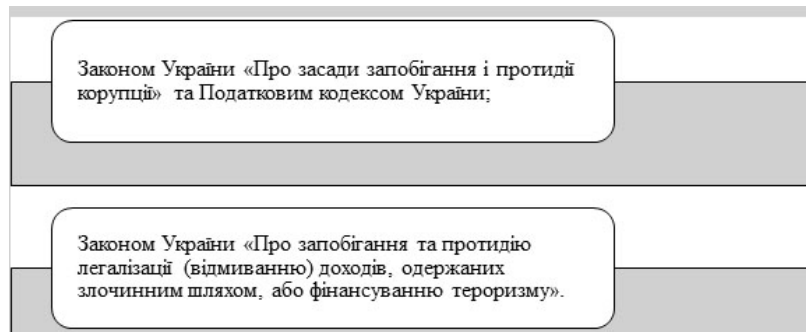 Законом України «Про засади запобігання і протидії
корупції» та Податковим кодексом України;
Законом України «Про запобігання та протидію
легалізації (відмиванню) доходів, одержаних
злочинним шляхом, або фінансуванню тероризму».